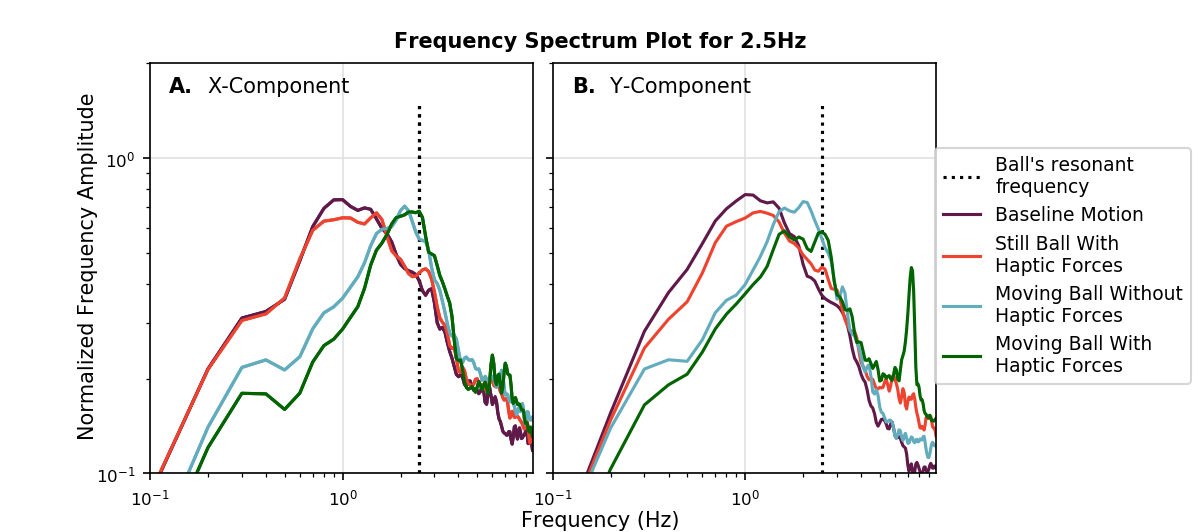 Frequency Spectrum Plot for 2.5Hz
A. X-Component
B. Y-Component
Normalized Frequency Amplitude
10⁰
10⁻¹
10⁻¹
10⁰
10⁻¹
10⁰
Frequency (Hz)
Ball's resonant
frequency
Baseline Motion
Still Ball With
Haptic Forces
Moving Ball Without
Haptic Forces
Moving Ball With
Haptic Forces